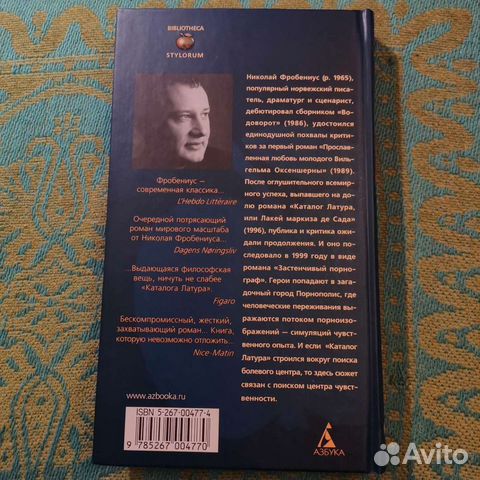 BIBLIOTHECA
STYLORUM
Фробениус —
современная классика...
L'Hebdo Littéraire
Очередной потрясающий
роман мирового масштаба
от Николая Фробениуса...
Dagens Nøringsliv
...Выдающаяся философская
вещь, ничуть не слабее
«Каталога Латура».
Figaro
Бескомпромиссный, жесткий,
захватывающий роман... Книга,
которую невозможно отложить...
Nice-Matin
www.azbooka.ru
ISBN 5-267-00477-4
9 785267 004770
Николай Фробениус (р. 1965),
популярный норвежский писа-
тель, драматург и сценарист,
дебютировал сборником «Во-
доворот» (1986), удостоился
единодушной похвалы крити-
ков за первый роман «Прослав-
ленная любовь молодого Виль-
гельма Оксеншерны» (1989).
После оглушительного всемир-
ного успеха, выпавшего на до-
лю романа «Каталог Латура,
или Лакей маркиза де Сада»
(1996), публика и критика ожи-
дали продолжения. И оно по-
следовало в 1999 году в виде
романа «Застенчивый порно-
граф». Герои попадают в зага-
дочный город Порнополис, где
человеческие переживания вы-
ражаются потоком порноизо-
бражений — симуляций чувст-
венного опыта. И если «Каталог
Латура» строился вокруг поиска
болевого центра, то здесь сюжет
связан с поиском центра чувст-
венности.
АЗБУКА
Avito